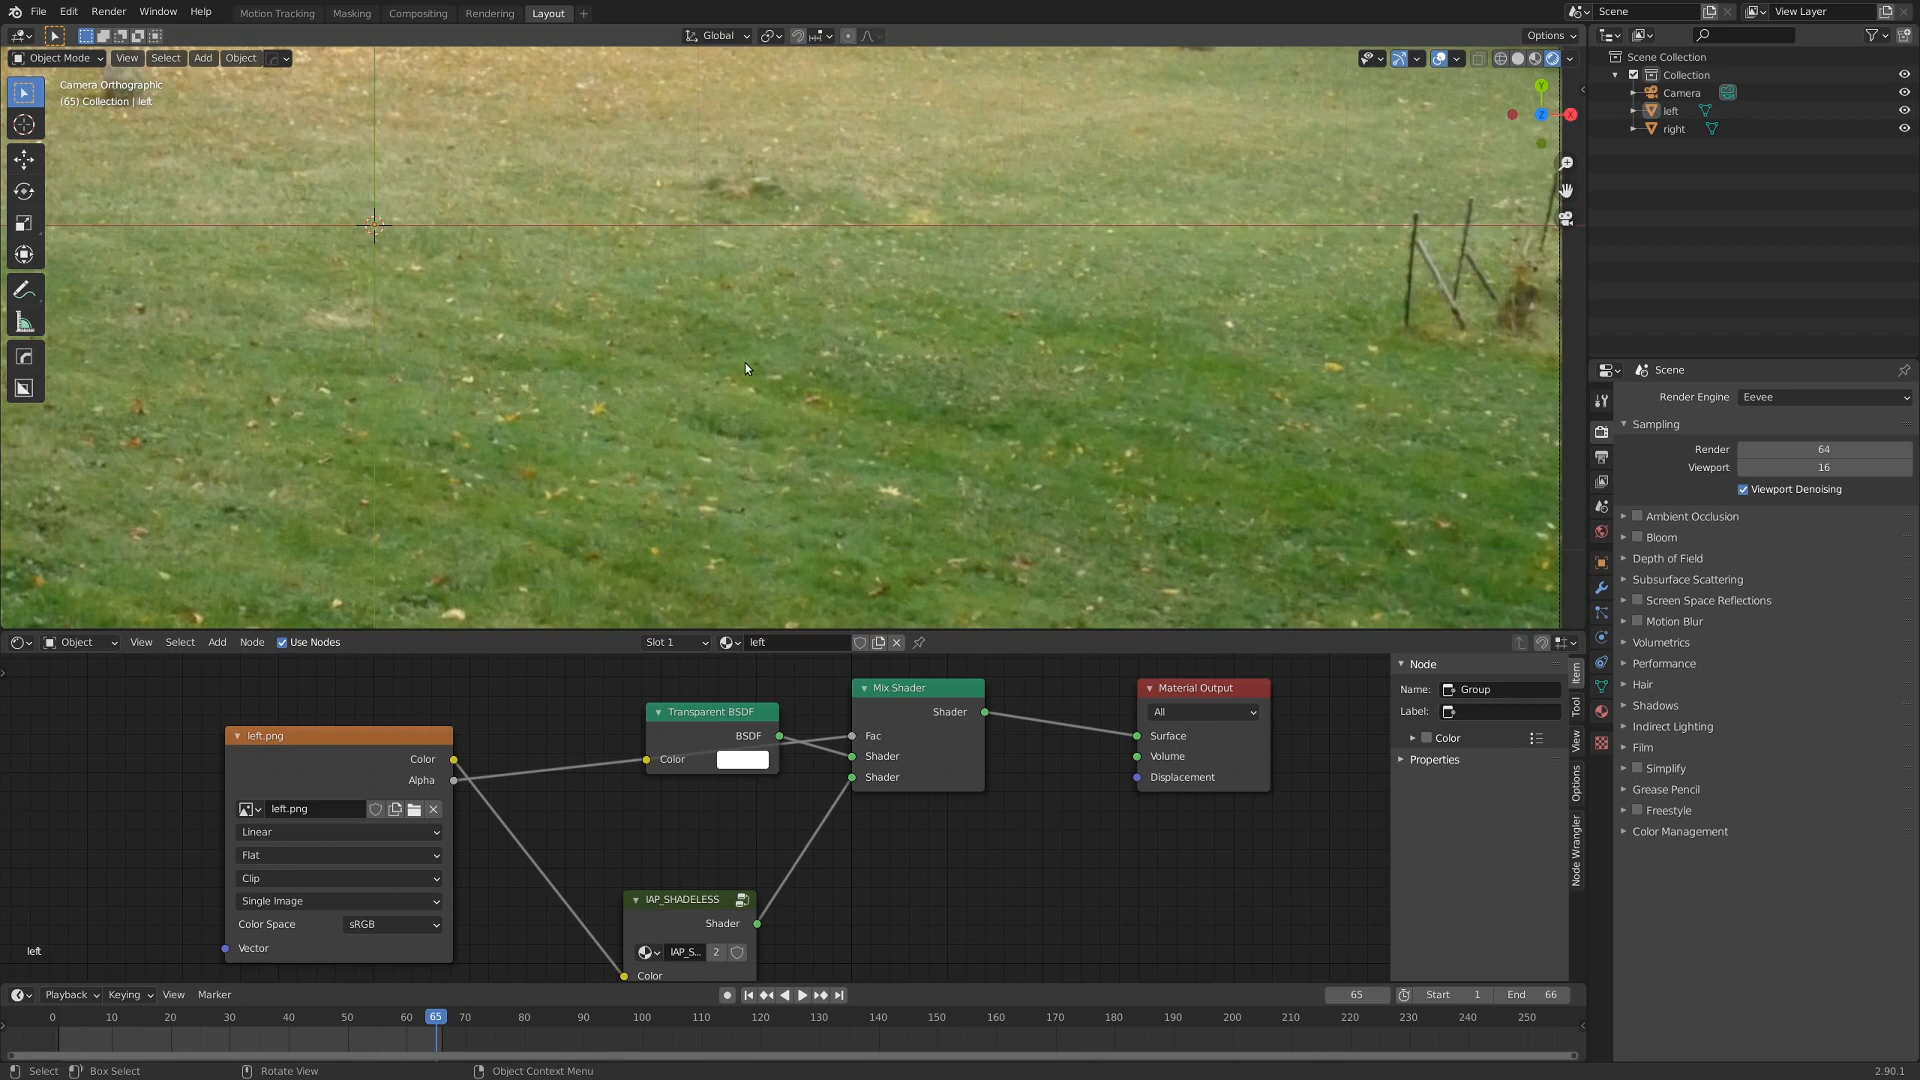 File Edit Render Window Help Motion Tracking Masking Compositing Rendering Layout + Scene View Layer
Global Options
Object Mode View Select Add Object
Camera Orthographic
(65) Collection | left
Y
Z
X
Scene Collection
Collection
Camera
left
right
Scene
Render Engine Eevee
Sampling
Render 64
Viewport 16
Viewport Denoising
Ambient Occlusion
Bloom
Depth of Field
Subsurface Scattering
Screen Space Reflections
Motion Blur
Volumetrics
Performance
Hair
Shadows
Indirect Lighting
Film
Simplify
Grease Pencil
Freestyle
Color Management
Object View Select Add Node Use Nodes Slot 1 left
left.png
Color
Alpha
left.png
Linear
Flat
Clip
Single Image
Color Space sRGB
Vector
Transparent BSDF
BSDF
Color
Mix Shader
Shader
Fac
Shader
Shader
Material Output
All
Surface
Volume
Displacement
IAP_SHADELESS
Shader
IAP_S... 2
Color
left
Node
Name: Group
Label:
Color
Properties
Item
Tool
View
Options
Node Wrangler
Playback Keying View Marker 65 Start 1 End 66
0 10 20 30 40 50 60 65 70 80 90 100 110 120 130 140 150 160 170 180 190 200 210 220 230 240 250
Select Box Select Rotate View Object Context Menu 2.90.1